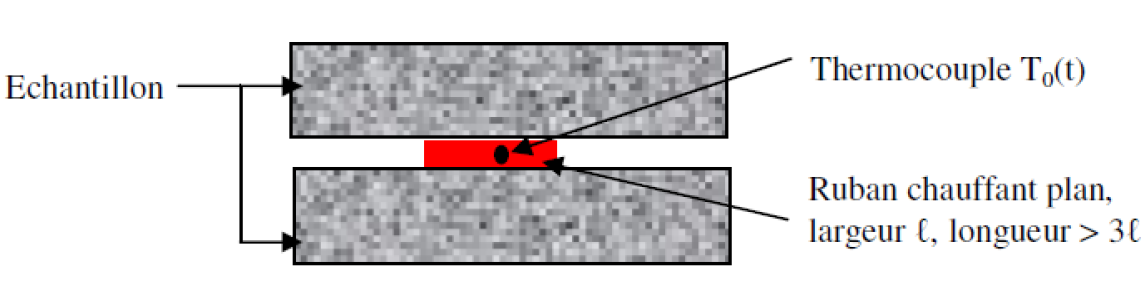 Echantillon
Thermocouple T₀(t)
Ruban chauffant plan,
largeur ℓ, longueur > 3ℓ